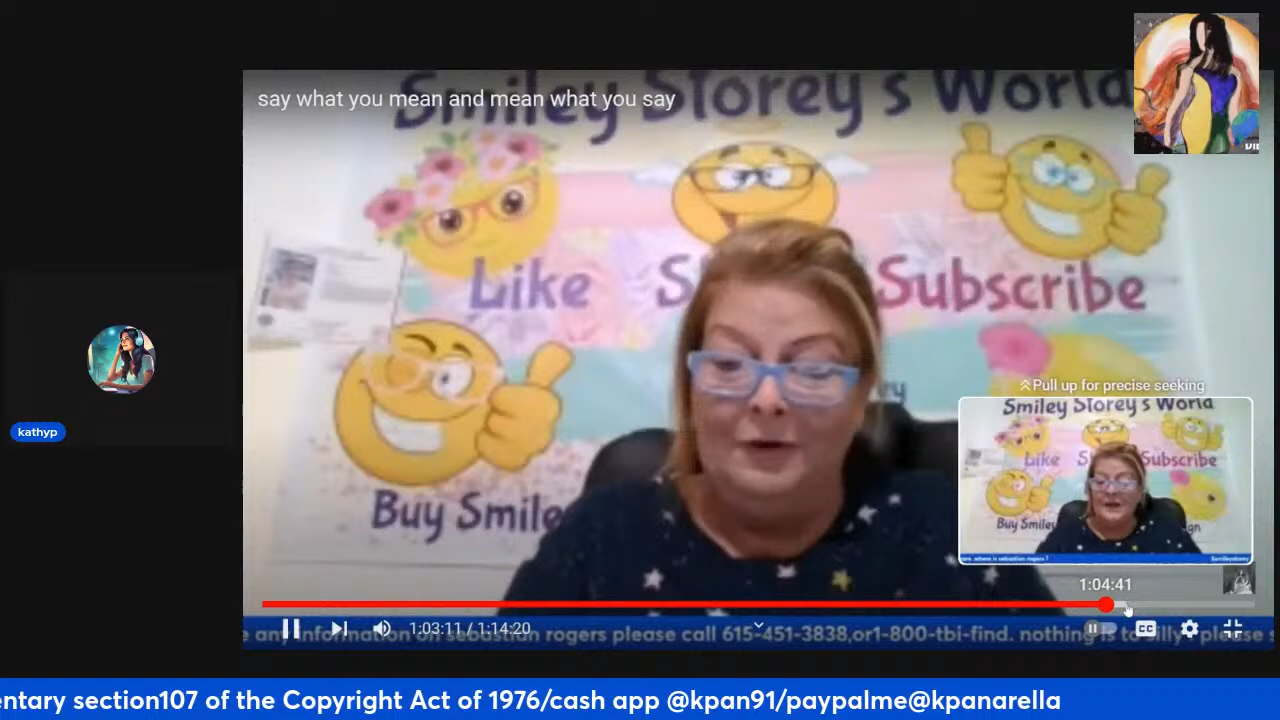 say what you mean and mean what you say
Smiley Storey's World
Like
Subscribe
Pull up for precise seeking
Smiley Storey's World
Like
Subscribe
Buy Smiley
kathyp
Buy Smile
1:04:41
1:03:11 / 1:14:20
CC
any information on sebastian rogers please call 615-451-3838,or1-800-tbi-find. nothing is to silly
entary section107 of the Copyright Act of 1976/cash app @kpan91/paypalme@kpanarella